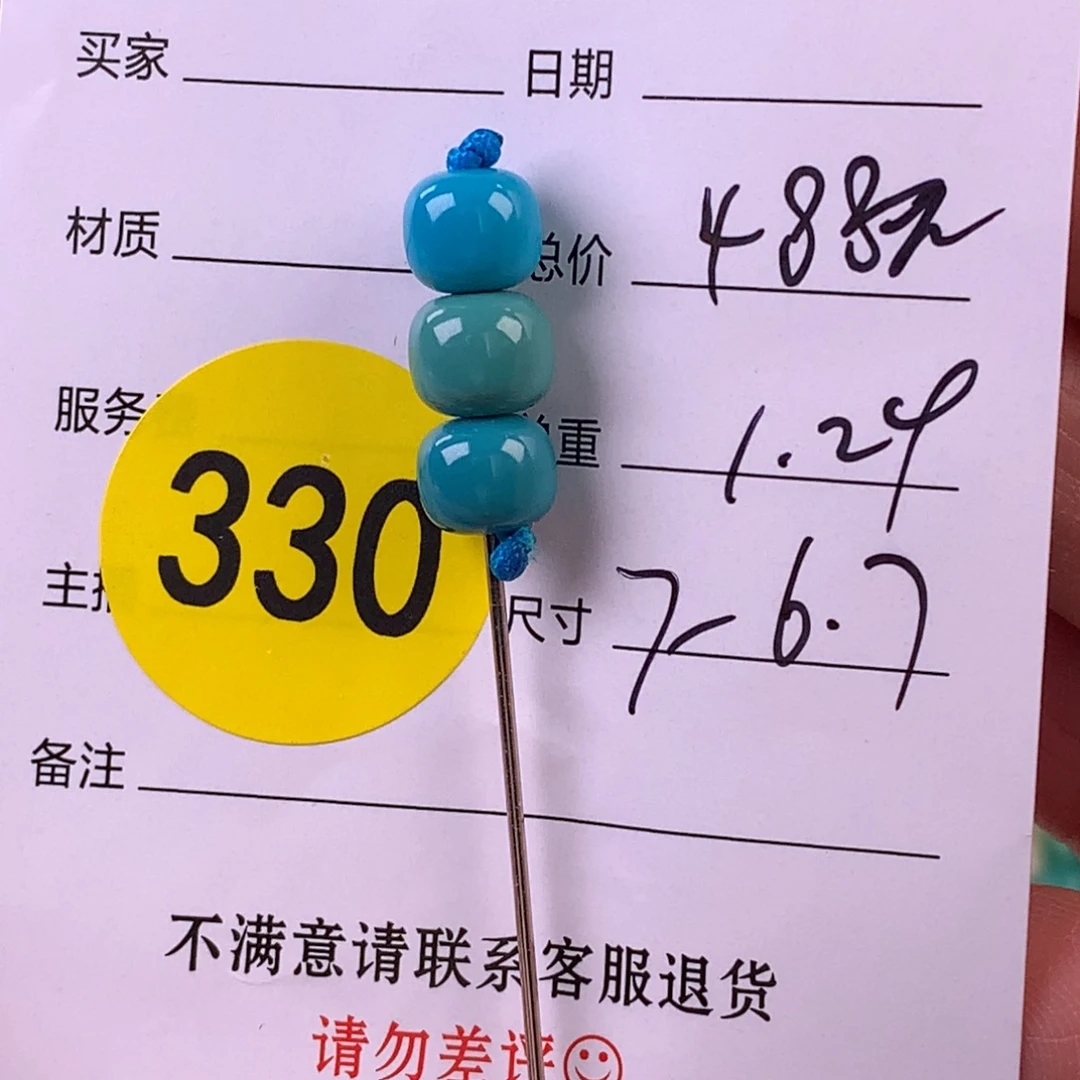 买家 日期
材质 总价 488元
服务
330
重 1.2g
主播
尺寸 7-6.7
备注
不满意请联系客服退货
请勿差评